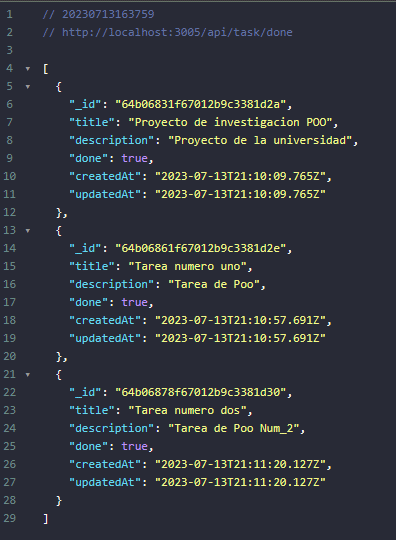 1 // 20230713163759
2 // http://localhost:3005/api/task/done
3
4 [
5 {
6 "_id": "64b06831f67012b9c3381d2a",
7 "title": "Proyecto de investigacion POO",
8 "description": "Proyecto de la universidad",
9 "done": true,
10 "createdAt": "2023-07-13T21:10:09.765Z",
11 "updatedAt": "2023-07-13T21:10:09.765Z"
12 },
13 {
14 "_id": "64b06861f67012b9c3381d2e",
15 "title": "Tarea numero uno",
16 "description": "Tarea de Poo",
17 "done": true,
18 "createdAt": "2023-07-13T21:10:57.691Z",
19 "updatedAt": "2023-07-13T21:10:57.691Z"
20 },
21 {
22 "_id": "64b06878f67012b9c3381d30",
23 "title": "Tarea numero dos",
24 "description": "Tarea de Poo Num_2",
25 "done": true,
26 "createdAt": "2023-07-13T21:11:20.127Z",
27 "updatedAt": "2023-07-13T21:11:20.127Z"
28 }
29 ]